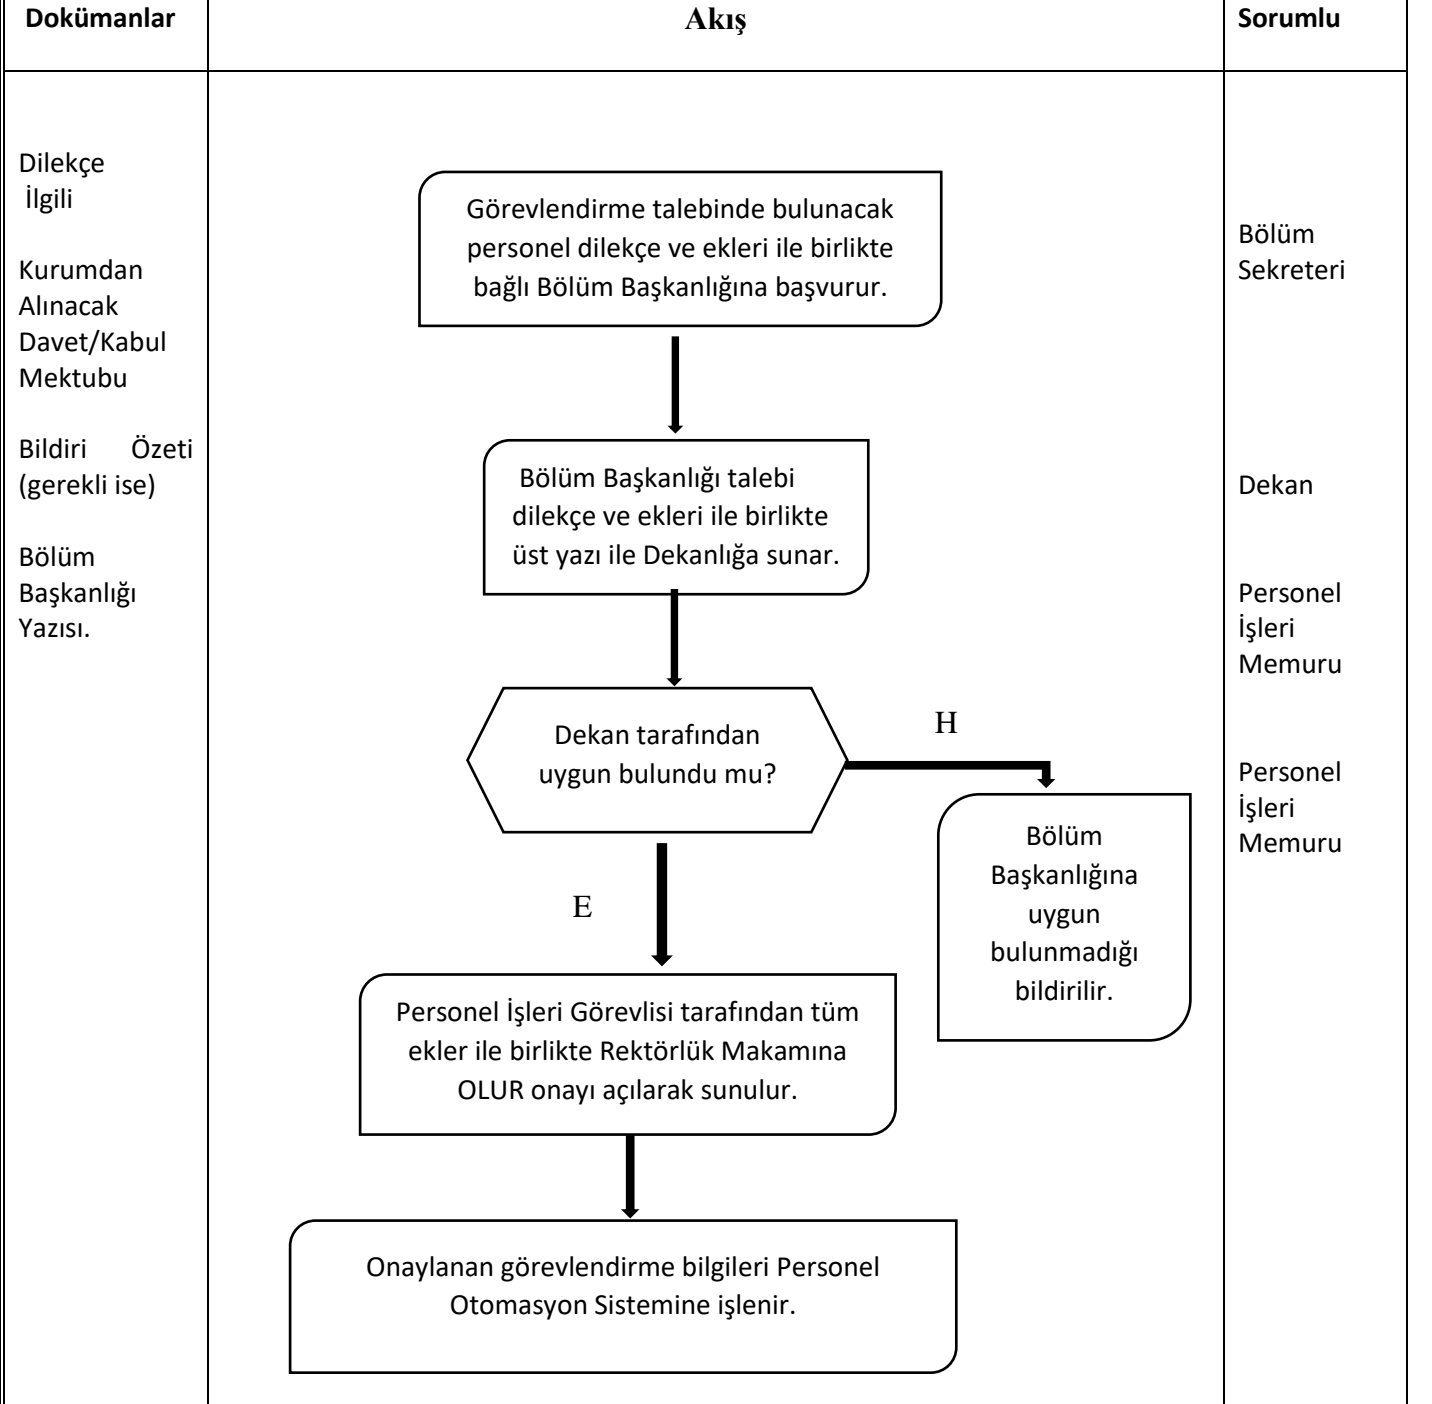 Dokümanlar
Akış
Sorumlu
Dilekçe
İlgili
Kurumdan
Alınacak
Davet/Kabul
Mektubu
Bildiri Özeti
(gerekli ise)
Bölüm
Başkanlığı
Yazısı.
Görevlendirme talebinde bulunacak
personel dilekçe ve ekleri ile birlikte
bağlı Bölüm Başkanlığına başvurur.
Bölüm Başkanlığı talebi
dilekçe ve ekleri ile birlikte
üst yazı ile Dekanlığa sunar.
Dekan tarafından
uygun bulundu mu?
H
Bölüm
Başkanlığına
uygun
bulunmadığı
bildirilir.
E
Personel İşleri Görevlisi tarafından tüm
ekler ile birlikte Rektörlük Makamına
OLUR onayı açılarak sunulur.
Onaylanan görevlendirme bilgileri Personel
Otomasyon Sistemine işlenir.
Bölüm
Sekreteri
Dekan
Personel
İşleri
Memuru
Personel
İşleri
Memuru